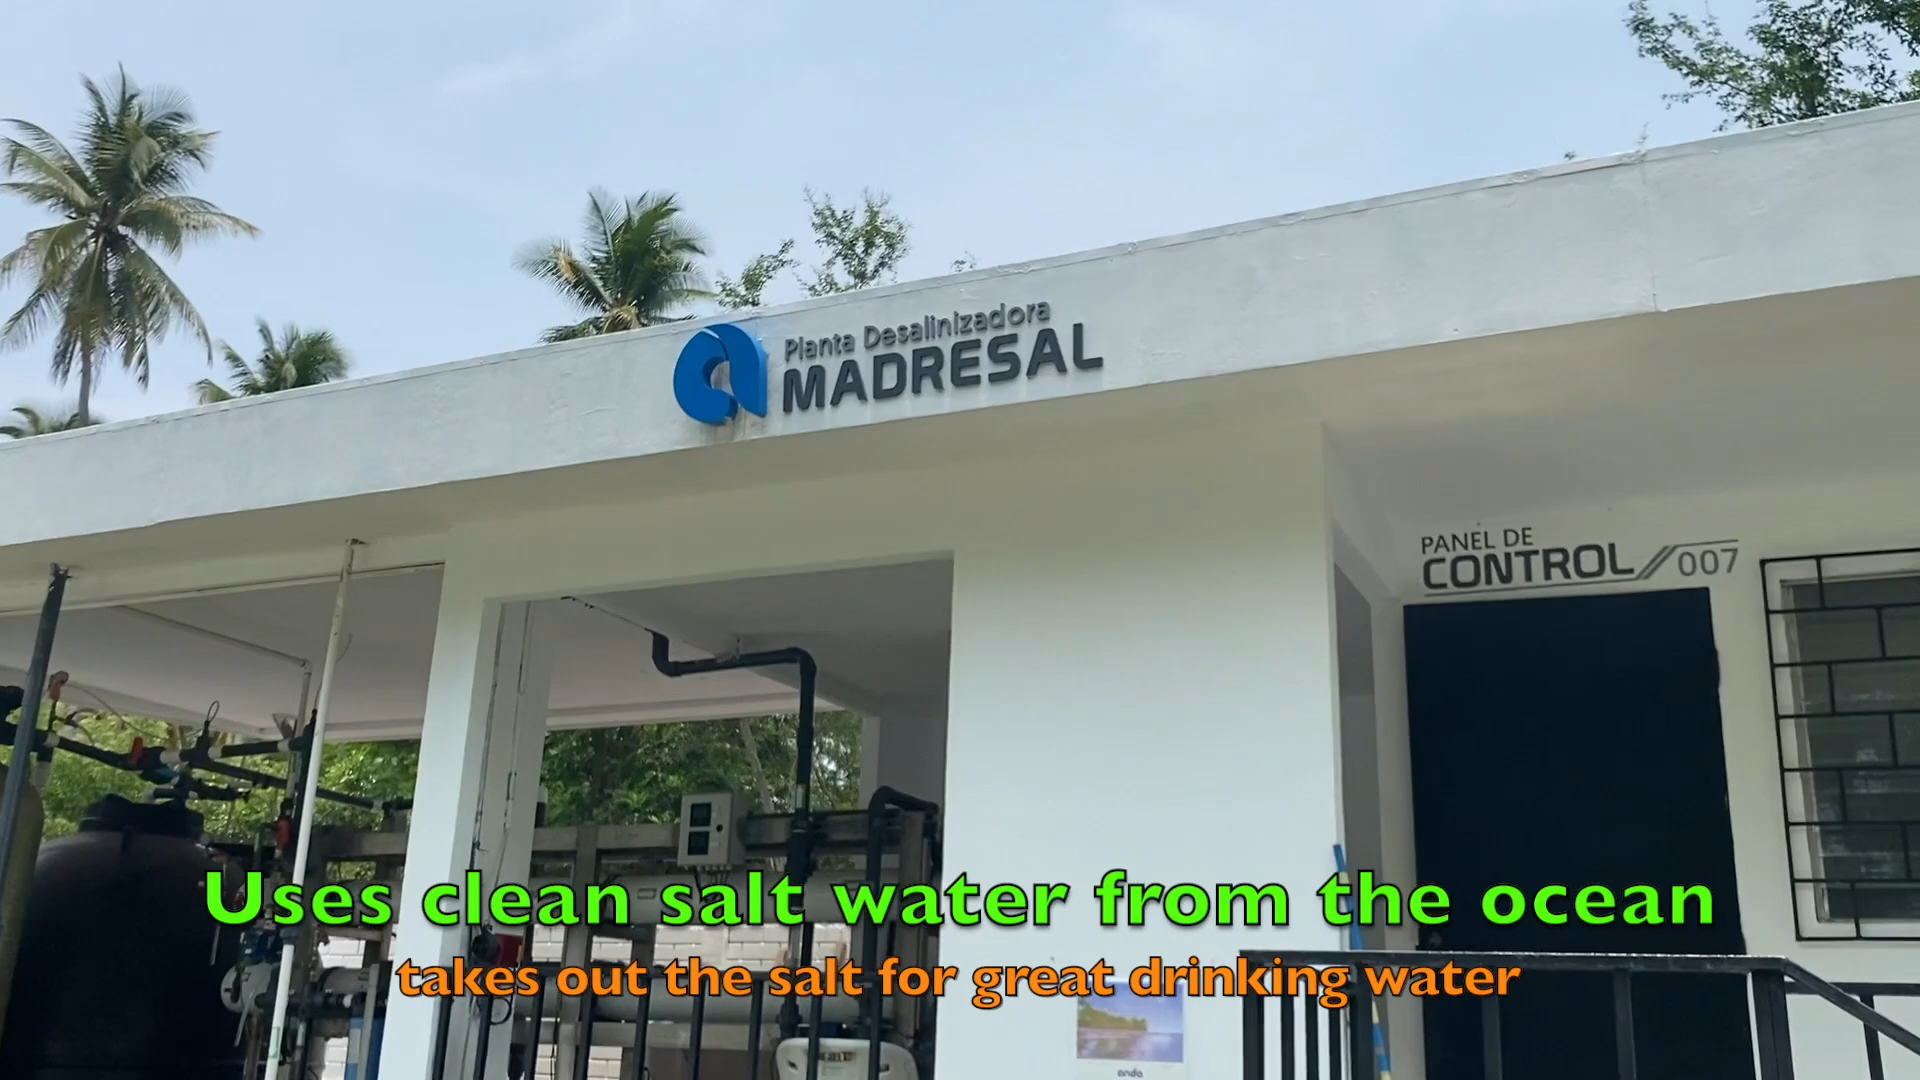 Planta Desalinizadora
MADRESAL
PANEL DE
CONTROL // 007
Uses clean salt water from the ocean
takes out the salt for great drinking water
anda